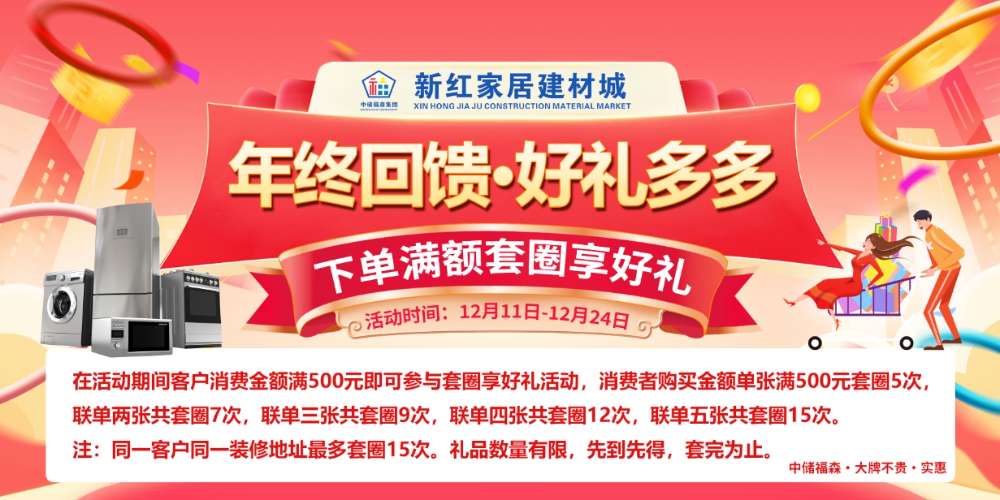 中储福森集团
新红家居建材城
XIN HONG JIA JU CONSTRUCTION MATERIAL MARKET
年终回馈·好礼多多
下单满额套圈享好礼
活动时间：12月11日-12月24日
在活动期间客户消费金额满500元即可参与套圈享好礼活动，消费者购买金额单张满500元套圈5次，
联单两张共套圈7次，联单三张共套圈9次，联单四张共套圈12次，联单五张共套圈15次。
注：同一客户同一装修地址最多套圈15次。礼品数量有限，先到先得，套完为止。
中储福森·大牌不贵·实惠